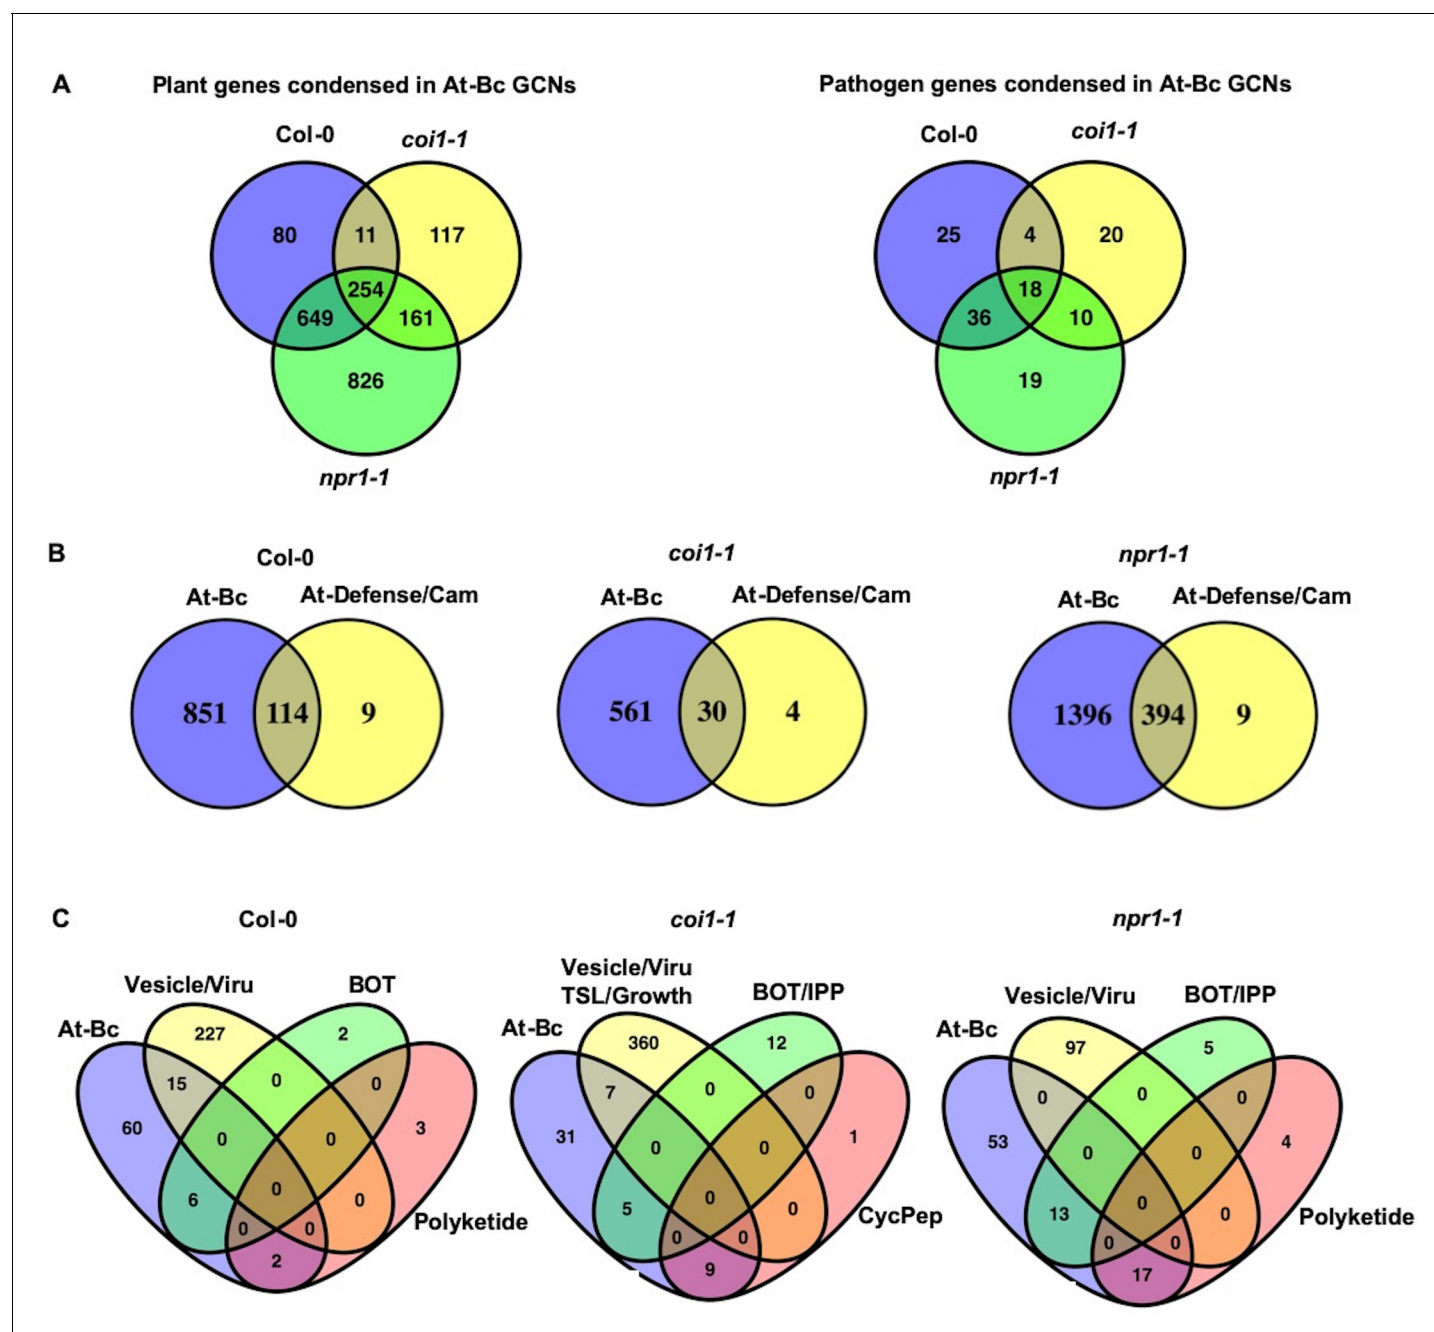 A
Plant genes condensed in At-Bc GCNs
Pathogen genes condensed in At-Bc GCNs
Col-0
coi1-1
80
11
117
254
649
161
826
npr1-1
Col-0
coi1-1
25
4
20
18
36
10
19
npr1-1
B
Col-0
At-Bc
At-Defense/Cam
851
114
9
coi1-1
At-Bc
At-Defense/Cam
561
30
4
npr1-1
At-Bc
At-Defense/Cam
1396
394
9
C
Col-0
Vesicle/Viru
BOT
At-Bc
227
2
15
0
0
60
0
0
3
6
0
0
0
0
Polyketide
2
coi1-1
Vesicle/Viru
TSL/Growth
BOT/IPP
At-Bc
360
12
7
0
0
31
0
0
1
5
0
0
0
0
CycPep
9
npr1-1
Vesicle/Viru
BOT/IPP
At-Bc
97
5
0
0
0
53
0
0
4
13
0
0
0
0
Polyketide
17